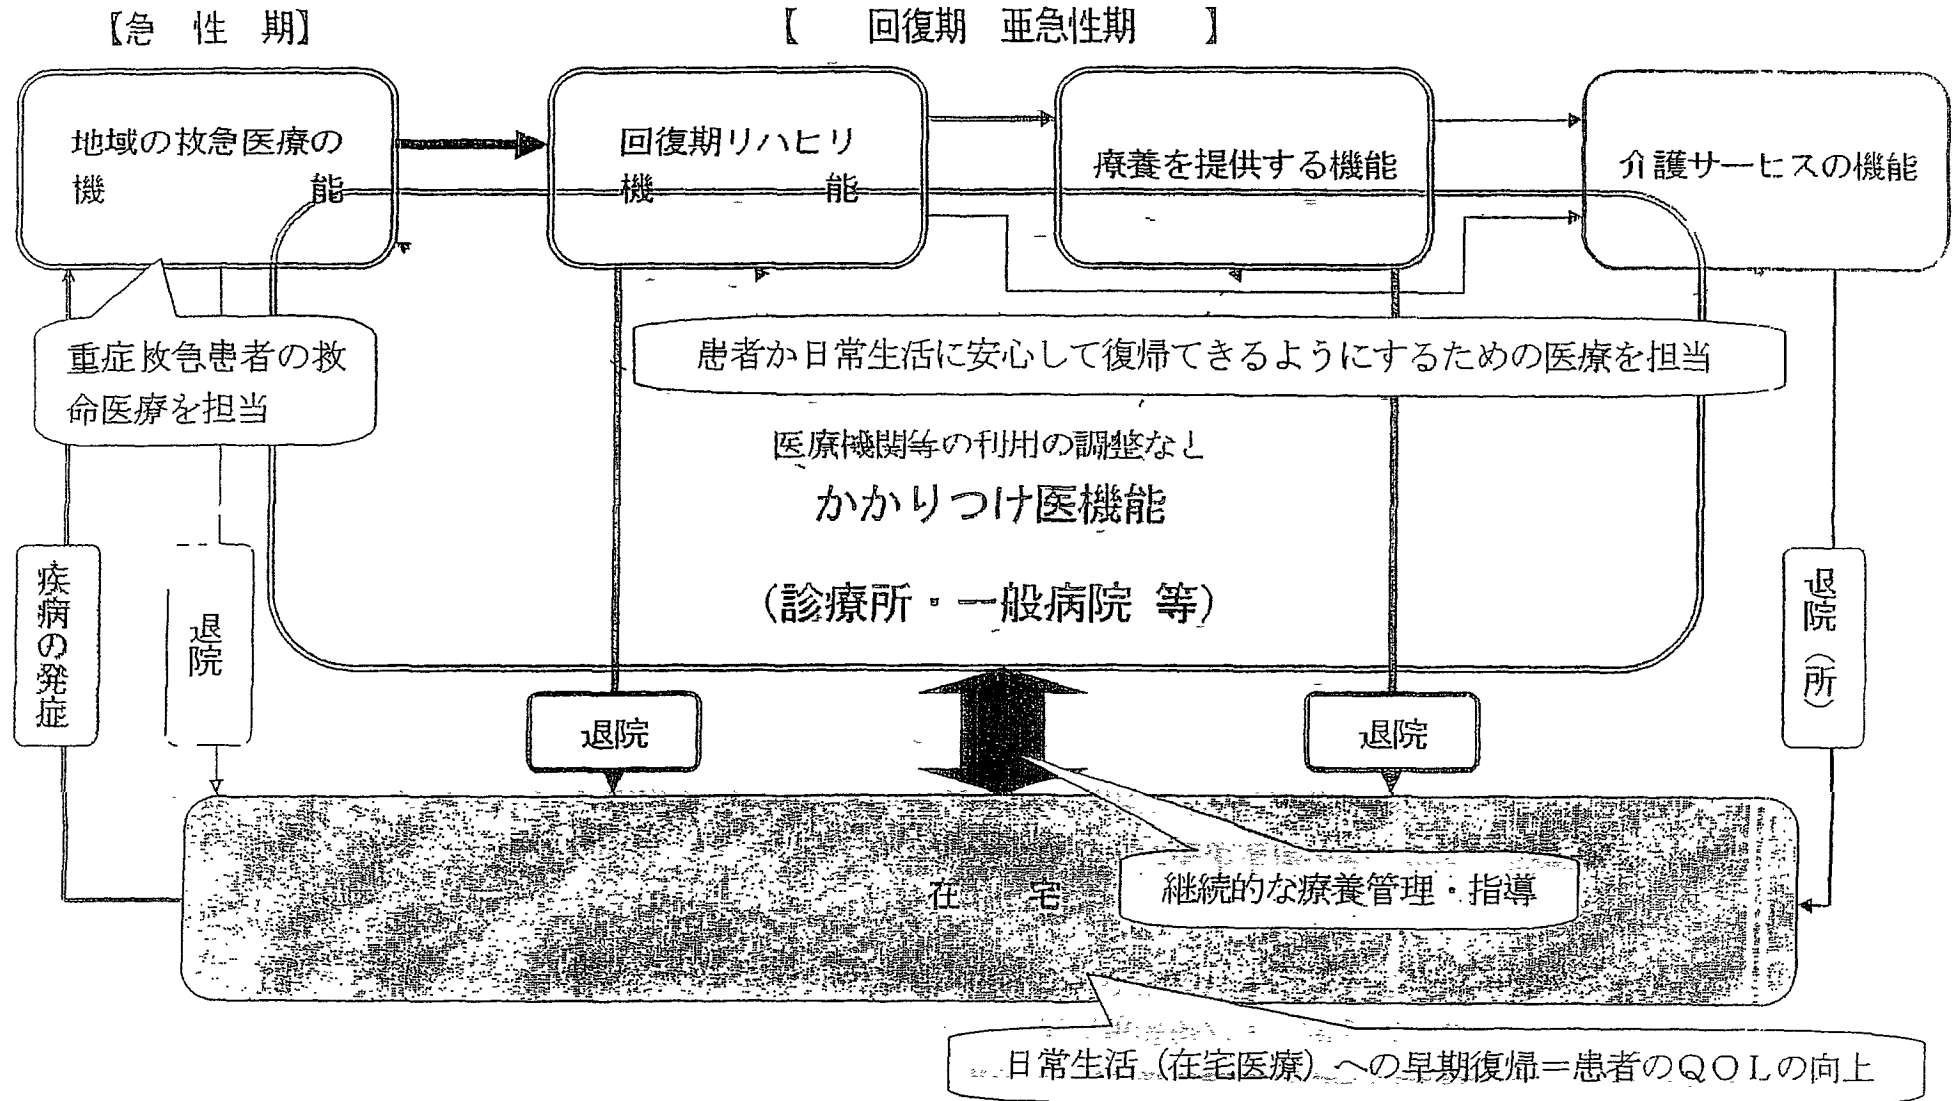 【急　性　期】
【　　回復期　亜急性期　　】
地域の救急医療の
機　　　　　　能
回復期リハヒリ
機　　　　　能
療養を提供する機能
介護サーヒスの機能
重症救急患者の救
命医療を担当
患者か日常生活に安心して復帰てきるようにするための医療を担当
医療機関等の利用の調整なと
かかりつけ医機能
（診療所・一般病院 等）
疾病の発症
退院
退院
退院
退院（所）
在　　宅
継続的な療養管理・指導
日常生活（在宅医療）への早期復帰＝患者のＱＯＬの向上